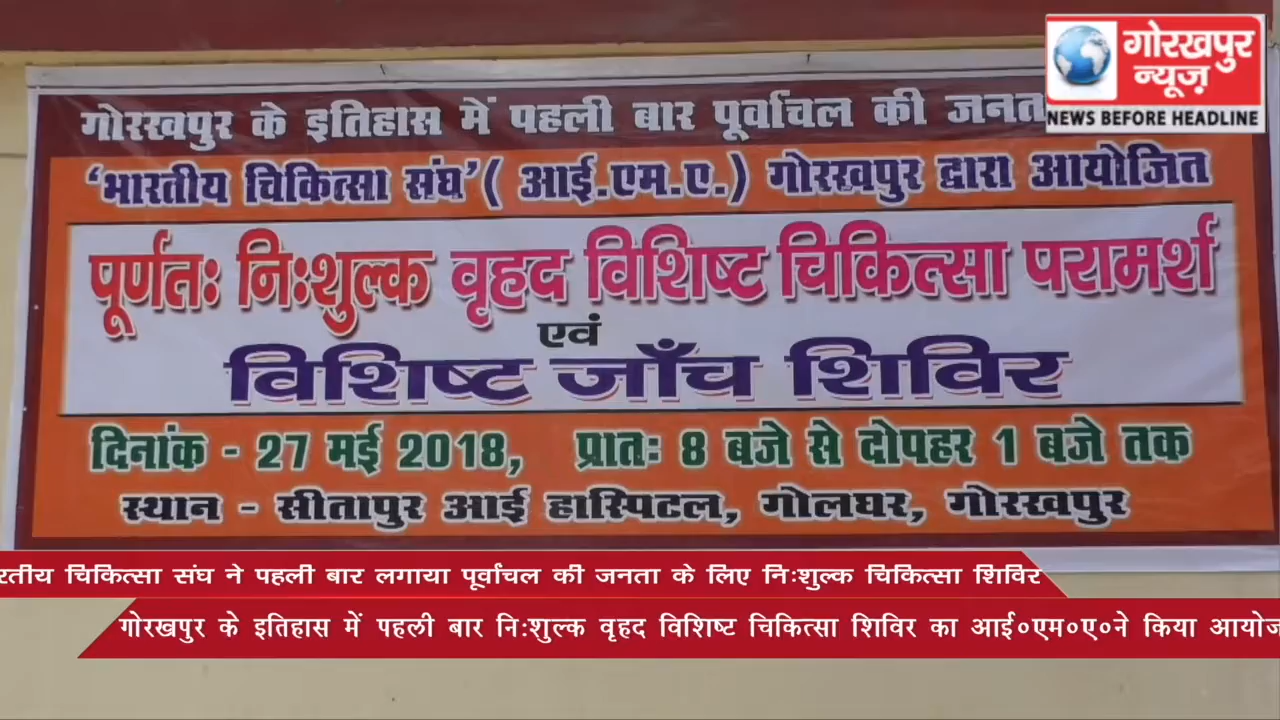 गोरखपुर
न्यूज़
NEWS BEFORE HEADLINE
गोरखपुर के इतिहास में पहली बार पूर्वाचल की जनत
‘भारतीय चिकित्सा संघ’( आई.एम.ए.) गोरखपुर द्वारा आयोजित
पूर्णतः निःशुल्क वृहद विशिष्ट चिकित्सा परामर्श
एवं
विशिष्ट जाँच शिविर
दिनांक - 27 मई 2018, प्रातः 8 बजे से दोपहर 1 बजे तक
स्थान - सीतापुर आई हास्पिटल, गोलघर, गोरखपुर
रतीय चिकित्सा संघ ने पहली बार लगाया पूर्वाचल की जनता के लिए निःशुल्क चिकित्सा शिविर
गोरखपुर के इतिहास में पहली बार निःशुल्क वृहद विशिष्ट चिकित्सा शिविर का आई०एम०ए०ने किया आयोज